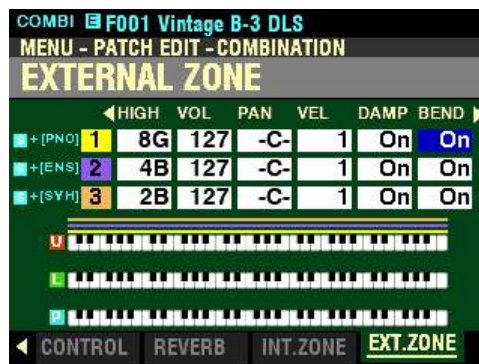 COMBI E F001 Vintage B-3 DLS
MENU - PATCH EDIT - COMBINATION
EXTERNAL ZONE
HIGH VOL PAN VEL DAMP BEND
S + [PNO] 1 8G 127 -C- 1 On On
S + [ENS] 2 4B 127 -C- 1 On On
S + [SYH] 3 2B 127 -C- 1 On On
U
L
P
CONTROL REVERB INT.ZONE EXT.ZONE